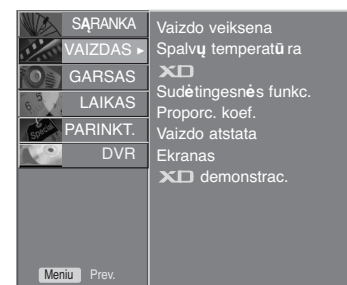 SĄRANKA
VAIZDAS ►
GARSAS
LAIKAS
PARINKT.
DVR
Meniu Prev.
Vaizdo veiksena
Spalvų temperatūra
XD
Sudėtingesnės funkc.
Proporc. koef.
Vaizdo atstata
Ekranas
XD demonstrac.